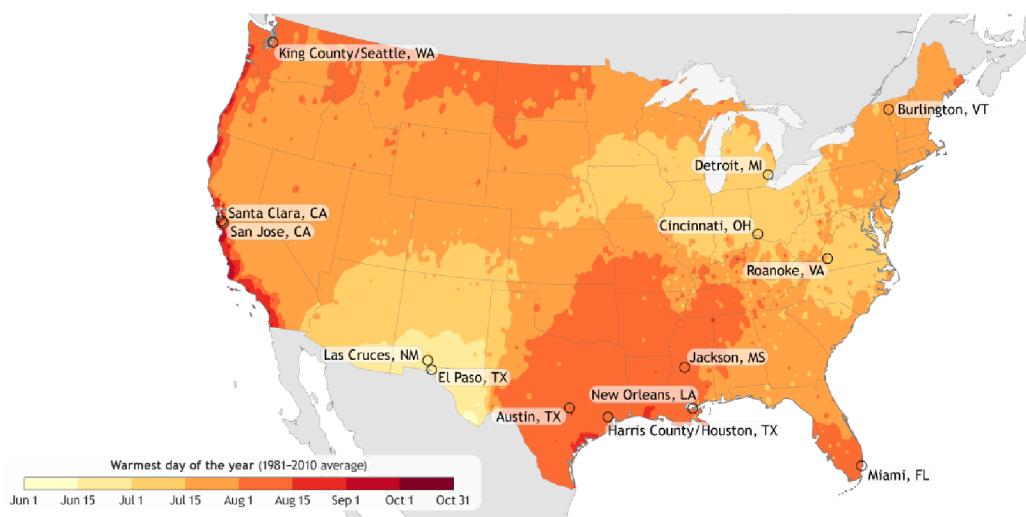 King County/Seattle, WA
Burlington, VT
Detroit, MI
Santa Clara, CA
San Jose, CA
Cincinnati, OH
Roanoke, VA
Las Cruces, NM
El Paso, TX
Jackson, MS
New Orleans, LA
Austin, TX
Harris County/Houston, TX
Miami, FL
Warmest day of the year (1981–2010 average)
Jun 1 Jun 15 Jul 1 Jul 15 Aug 1 Aug 15 Sep 1 Oct 1 Oct 31